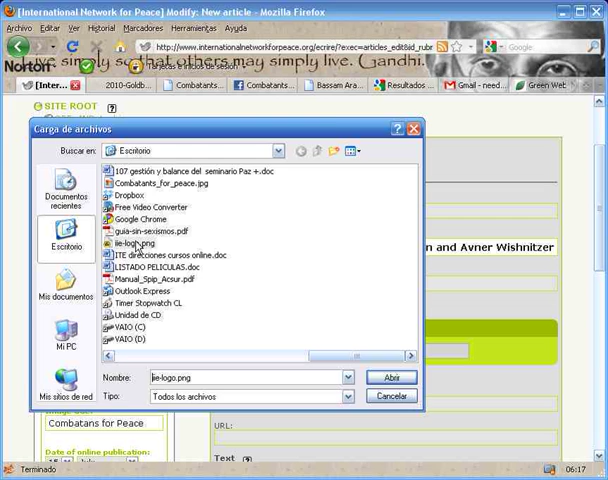 [International Network for Peace] Modify: New article - Mozilla Firefox
Archivo Editar Ver Historial Marcadores Herramientas Ayuda
http://www.internationalnetworkforpeace.org/ecrire/?exec=articles_edit&id_rubr
Google
Live simply so that others may simply live. Gandhi.
Norton Tarjetas e inicios de sesión
[Inter... 2010-Goldb Combatants... Combatants... Bassam Aram... Resultados ... Gmail - need... Green Web
SITE ROOT ?
Carga de archivos
Buscar en: Escritorio
Documentos recientes
Escritorio
Mis documentos
Mi PC
Mis sitios de red
107 gestión y balance del seminario Paz +.doc
Combatants_for_peace.jpg
Dropbox
Free Video Converter
Google Chrome
guia-sin-sexismos.pdf
iie-logo.png
ITE direcciones cursos online.doc
LISTADO PELICULAS.doc
Manual_Spip_Acsur.pdf
Outlook Express
Timer Stopwatch CL
Unidad de CD
VAIO (C)
VAIO (D)
n and Avner Wishnitzer
Nombre: iie-logo.png Abrir
Tipo: Todos los archivos Cancelar
Combatans for Peace
URL:
Date of online publication:
Text ?
Terminado 06:17